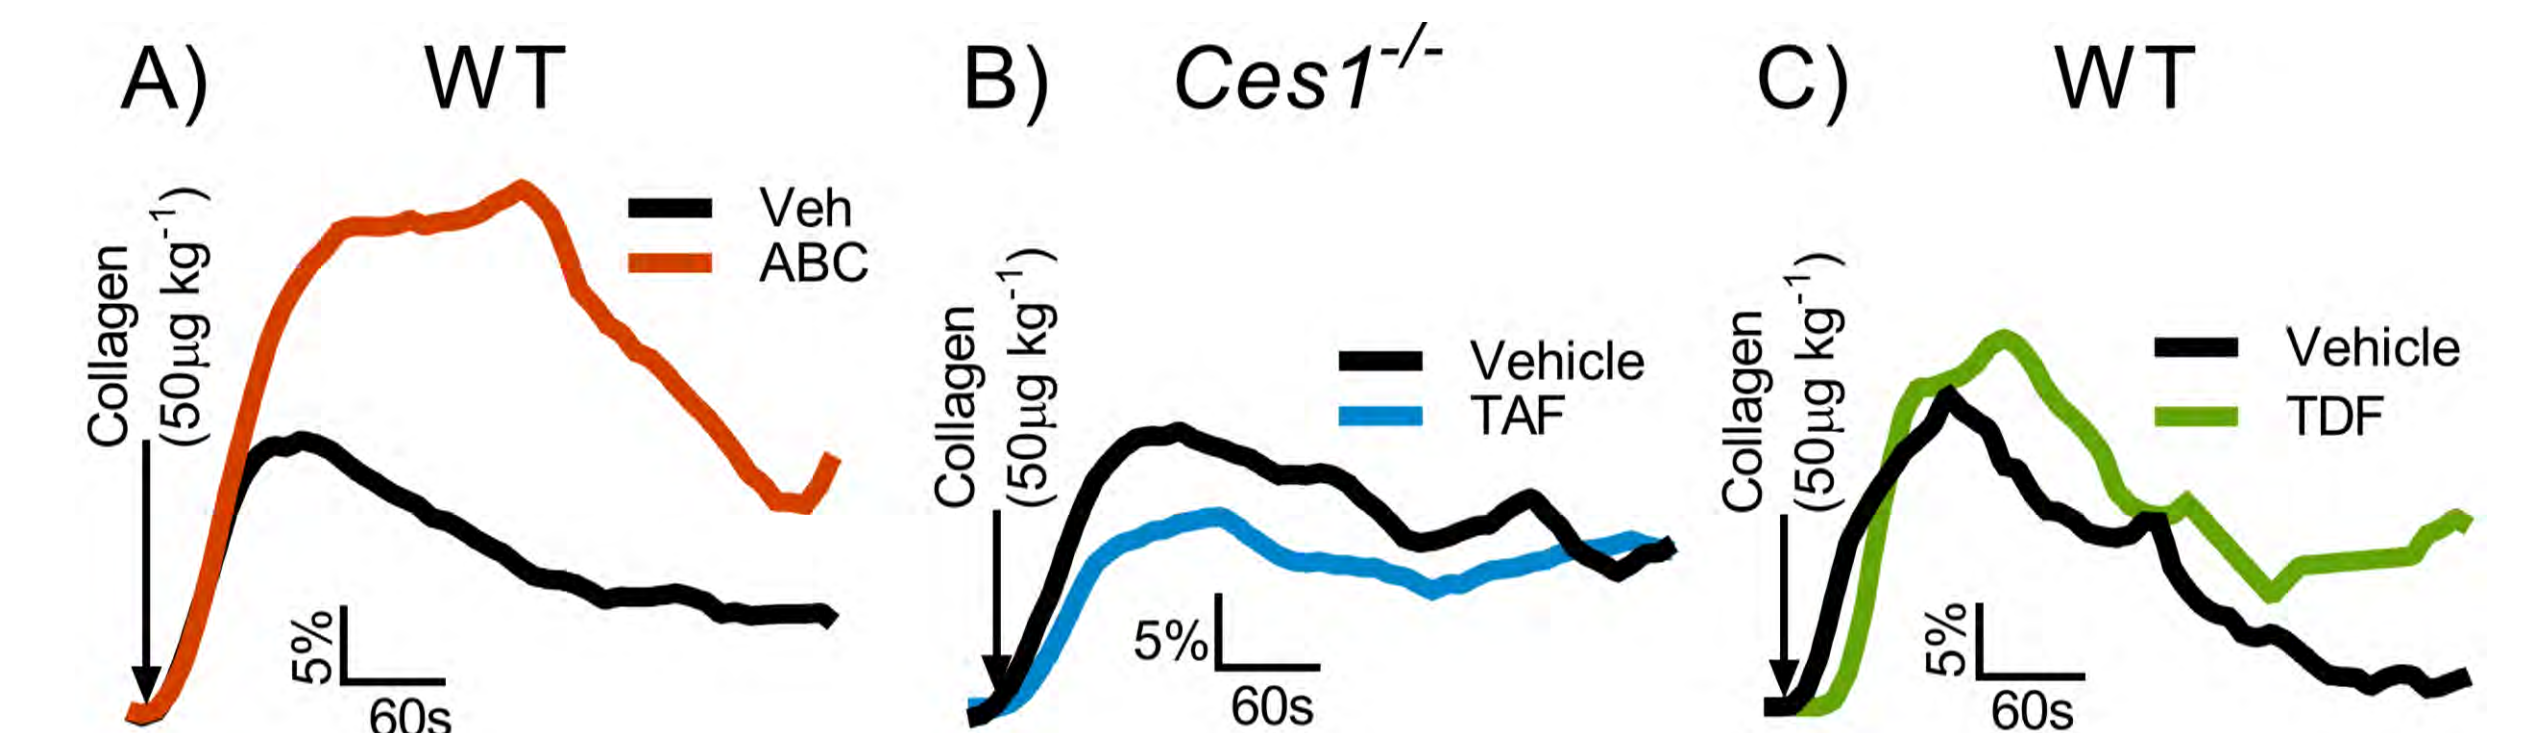 A) WT
Collagen
(50µg kg-1)
Veh
ABC
5%
60s
B) Ces1-/-
Collagen
(50µg kg-1)
Vehicle
TAF
5%
60s
C) WT
Collagen
(50µg kg-1)
Vehicle
TDF
5%
60s